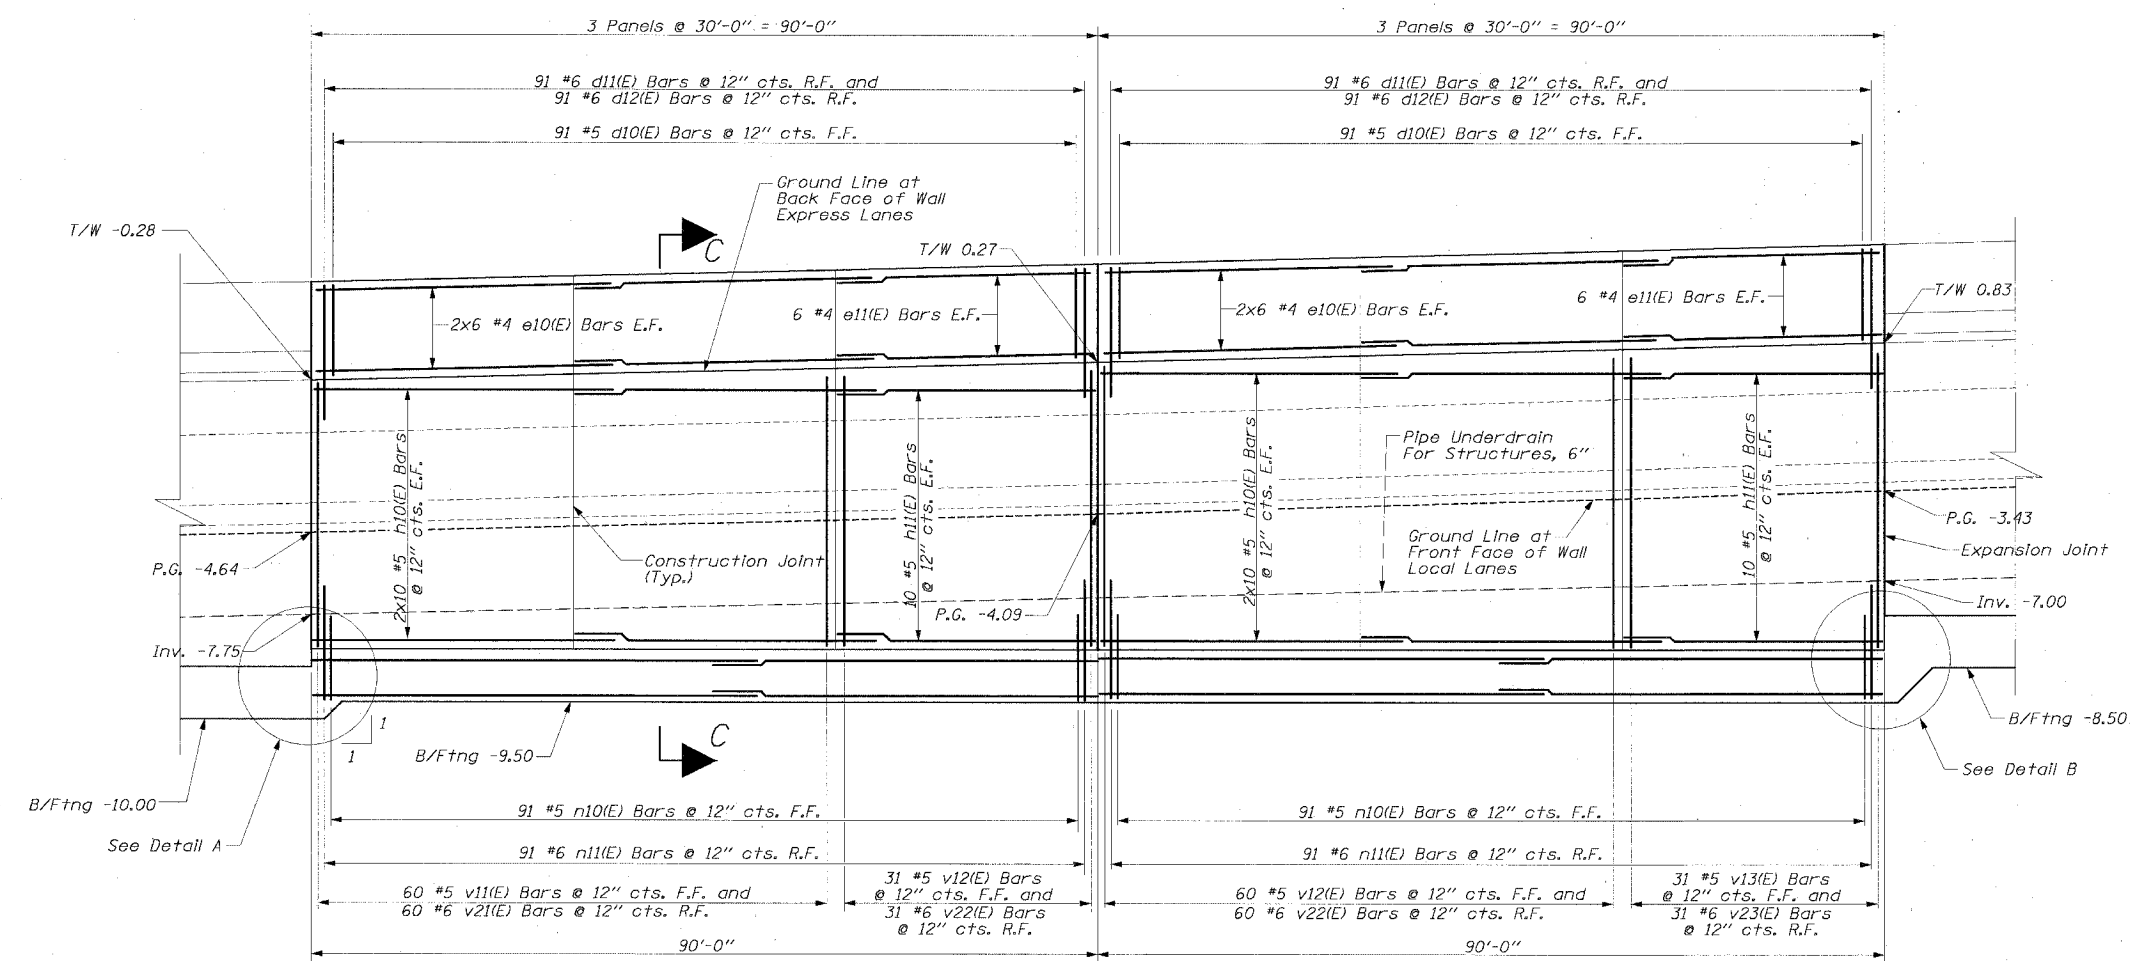 3 Panels @ 30'-0" = 90'-0"
3 Panels @ 30'-0" = 90'-0"
91 #6 d11(E) Bars @ 12" cts. R.F. and
91 #6 d12(E) Bars @ 12" cts. R.F.
91 #6 d11(E) Bars @ 12" cts. R.F. and
91 #6 d12(E) Bars @ 12" cts. R.F.
91 #5 d10(E) Bars @ 12" cts. F.F.
91 #5 d10(E) Bars @ 12" cts. F.F.
Ground Line at
Back Face of Wall
Express Lanes
T/W -0.28
C
T/W 0.27
T/W 0.83
2x6 #4 e10(E) Bars E.F.
6 #4 e11(E) Bars E.F.
2x6 #4 e10(E) Bars E.F.
6 #4 e11(E) Bars E.F.
2x10 #5 h10(E) Bars
@ 12" cts. E.F.
10 #5 h11(E) Bars
@ 12" cts. E.F.
2x10 #5 h10(E) Bars
@ 12" cts. E.F.
10 #5 h11(E) Bars
@ 12" cts. E.F.
Pipe Underdrain
For Structures, 6"
Ground Line at
Front Face of Wall
Local Lanes
Construction Joint
(Typ.)
P.G. -4.64
P.G. -4.09
P.G. -3.43
Expansion Joint
Inv. -7.00
Inv. -7.75
1
1
B/Ftng -9.50
C
B/Ftng -8.50
See Detail B
B/Ftng -10.00
See Detail A
91 #5 n10(E) Bars @ 12" cts. F.F.
91 #5 n10(E) Bars @ 12" cts. F.F.
91 #6 n11(E) Bars @ 12" cts. R.F.
91 #6 n11(E) Bars @ 12" cts. R.F.
60 #5 v11(E) Bars @ 12" cts. F.F. and
60 #6 v21(E) Bars @ 12" cts. R.F.
31 #5 v12(E) Bars
@ 12" cts. F.F. and
31 #6 v22(E) Bars
@ 12" cts. R.F.
60 #5 v12(E) Bars @ 12" cts. F.F. and
60 #6 v22(E) Bars @ 12" cts. R.F.
31 #5 v13(E) Bars
@ 12" cts. F.F. and
31 #6 v23(E) Bars
@ 12" cts. R.F.
90'-0"
90'-0"